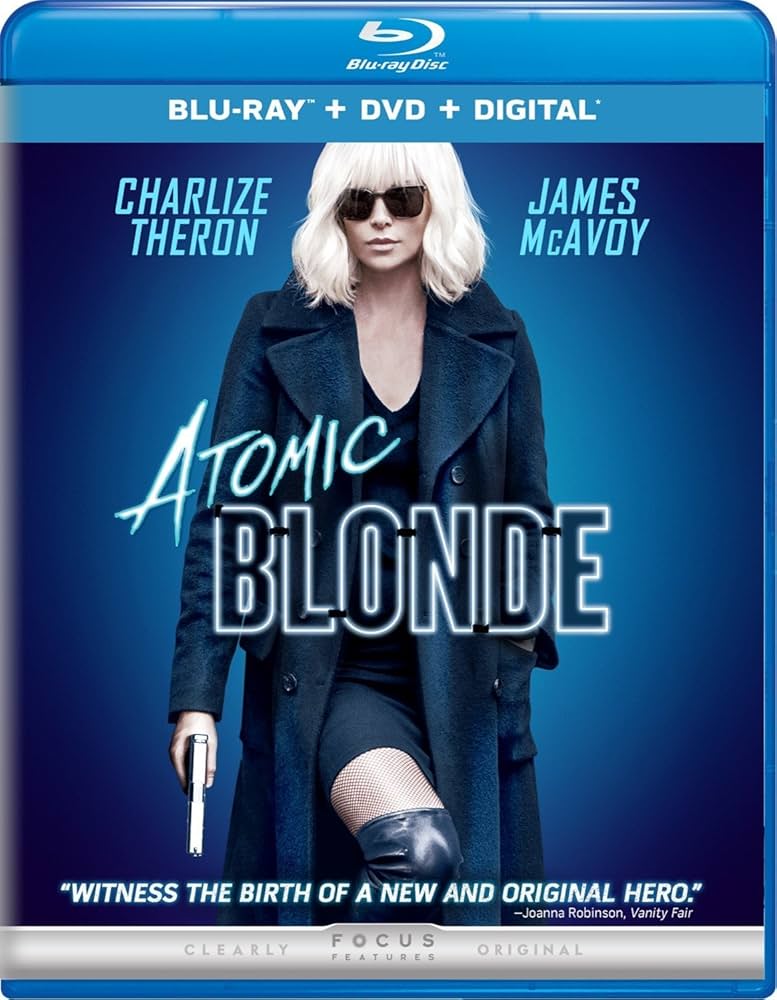 Blu-ray Disc™
BLU-RAY™ + DVD + DIGITAL*
CHARLIZE
THERON
JAMES
McAVOY
ATOMIC
BLONDE
“WITNESS THE BIRTH OF A NEW AND ORIGINAL HERO.”
–Joanna Robinson, Vanity Fair
CLEARLY FOCUS FEATURES ORIGINAL